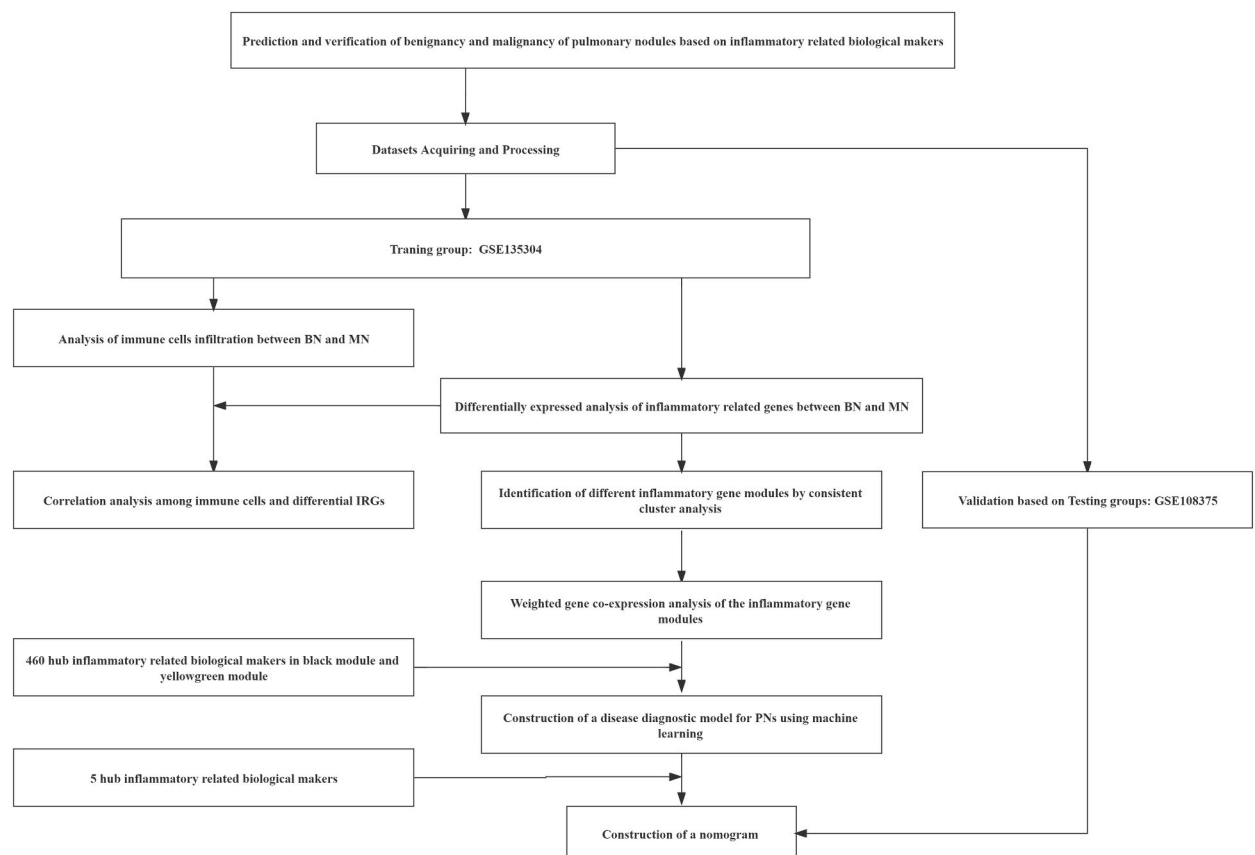 Prediction and verification of benignancy and malignancy of pulmonary nodules based on inflammatory related biological makers
Datasets Acquiring and Processing
Traning group: GSE135304
Analysis of immune cells infiltration between BN and MN
Differentially expressed analysis of inflammatory related genes between BN and MN
Correlation analysis among immune cells and differential IRGs
Identification of different inflammatory gene modules by consistent
cluster analysis
Validation based on Testing groups: GSE108375
Weighted gene co-expression analysis of the inflammatory gene
modules
460 hub inflammatory related biological makers in black module and
yellowgreen module
Construction of a disease diagnostic model for PNs using machine
learning
5 hub inflammatory related biological makers
Construction of a nomogram